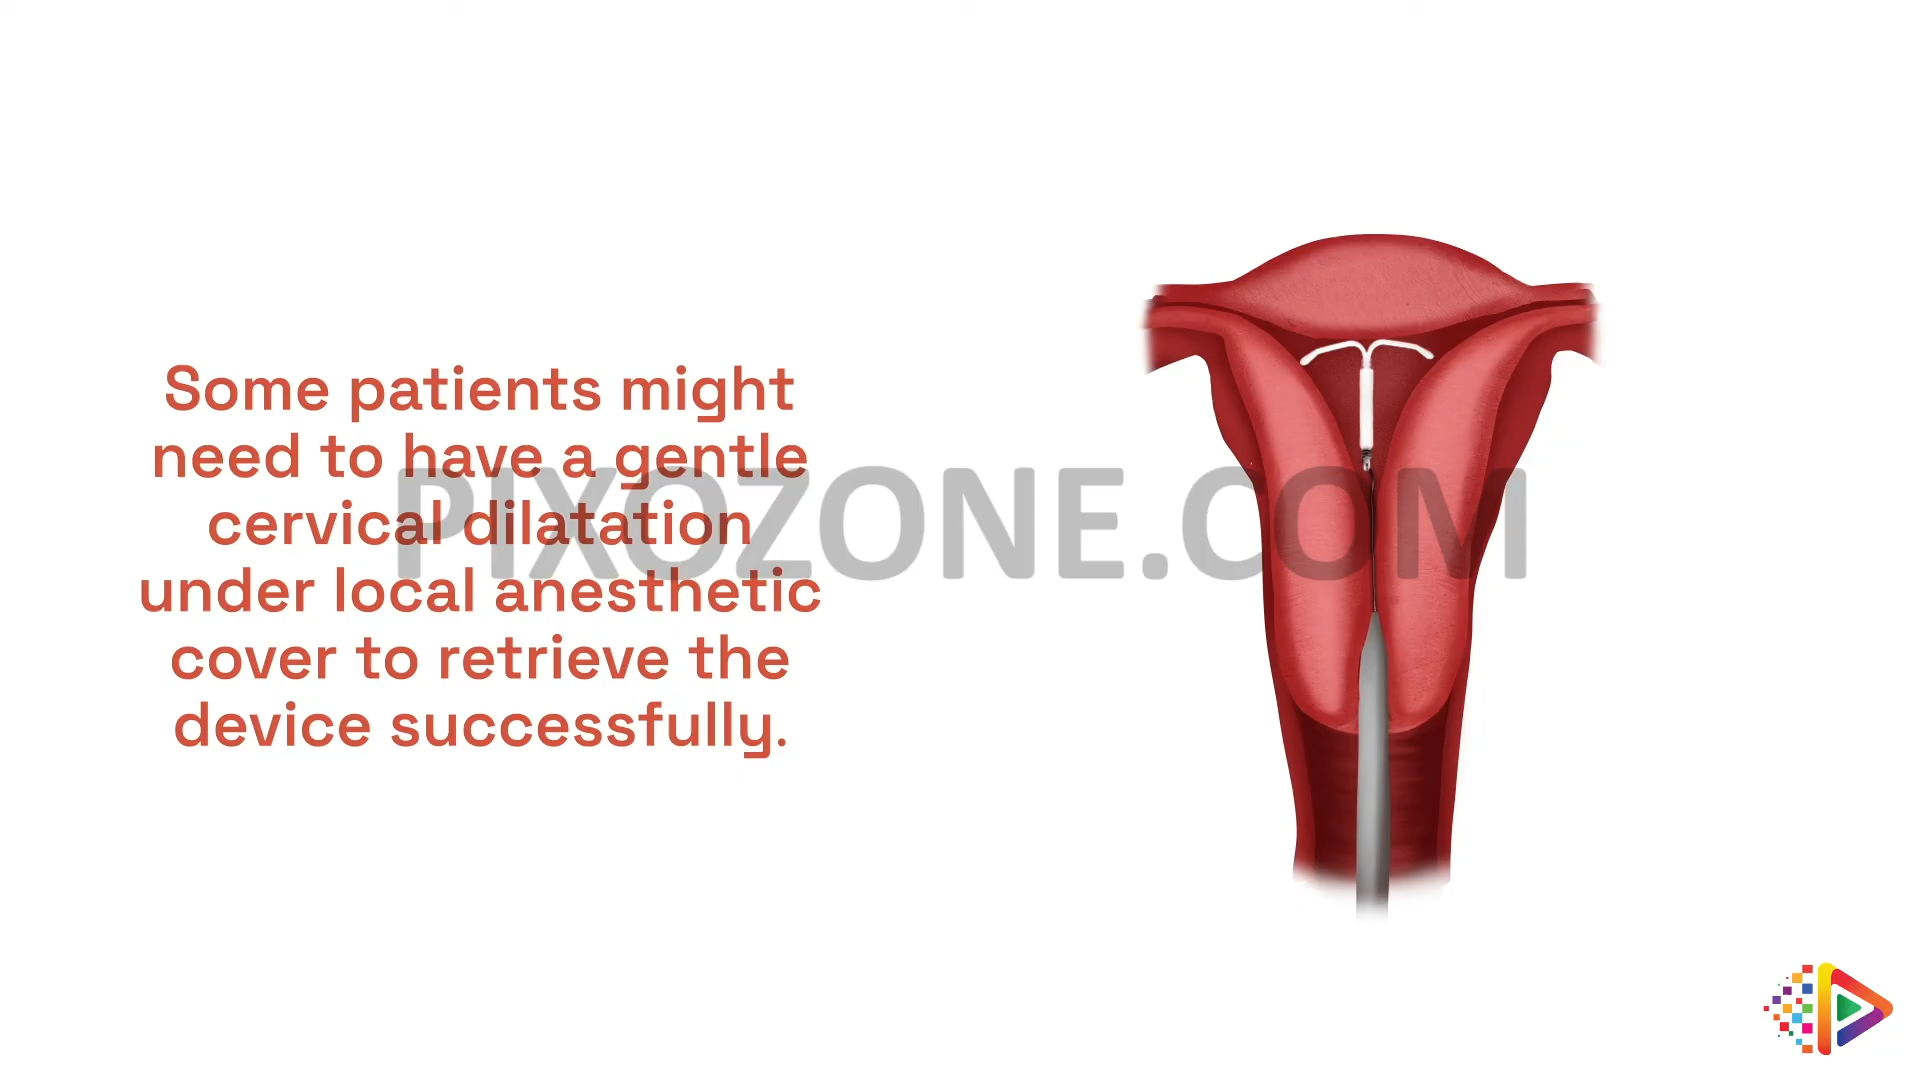 Some patients might
need to have a gentle
cervical dilatation
under local anesthetic
cover to retrieve the
device successfully.
PIXOZONE.COM